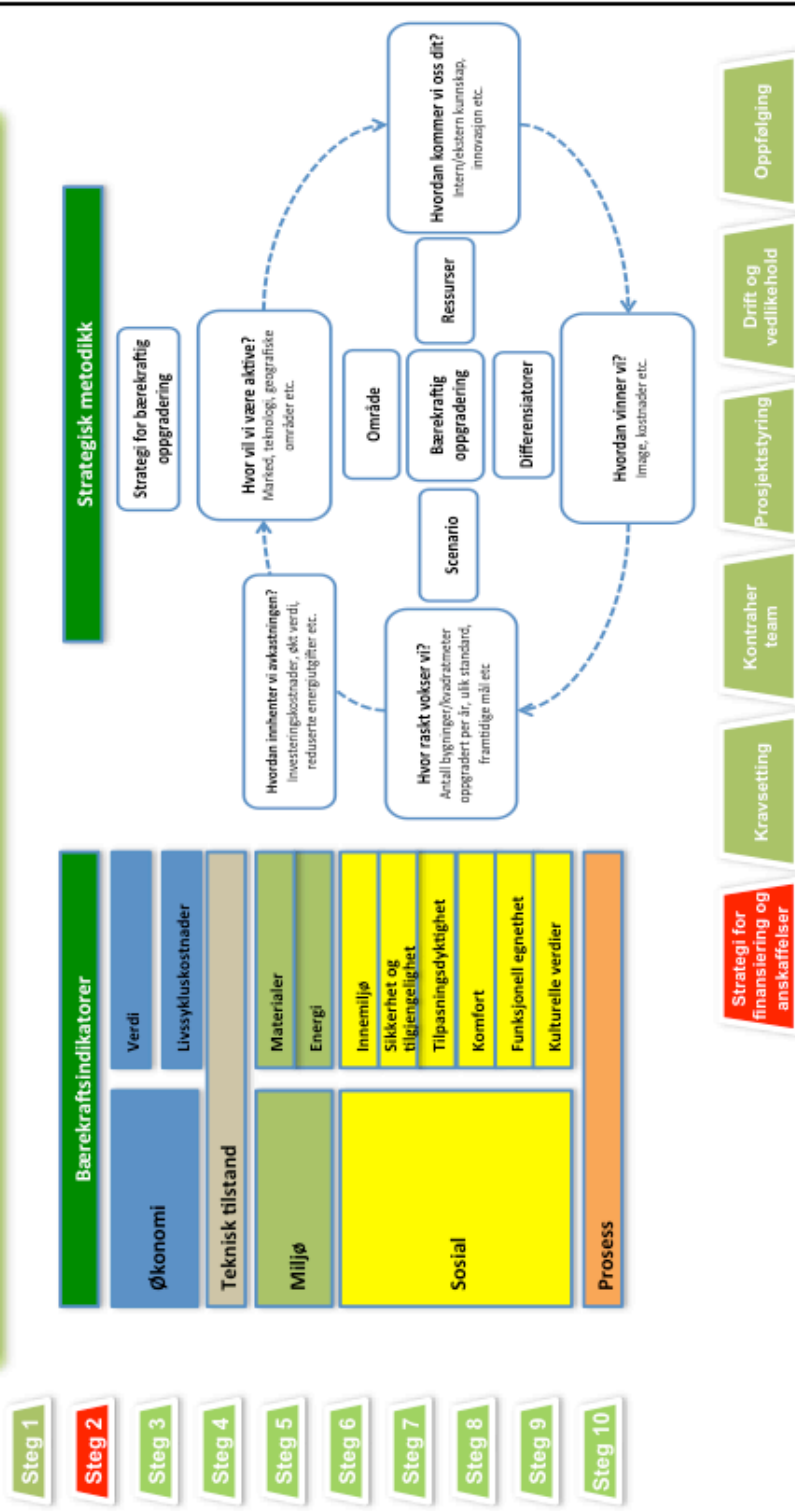 Steg 1
Steg 2
Steg 3
Steg 4
Steg 5
Steg 6
Steg 7
Steg 8
Steg 9
Steg 10
Bærekraftsindikatorer
Økonomi
Verdi
Livssykluskostnader
Teknisk tilstand
Miljø
Materialer
Energi
Sosial
Innemiljø
Sikkerhet og
tilgjengelighet
Tilpasningsdyktighet
Komfort
Funksjonell egnethet
Kulturelle verdier
Prosess
Strategisk metodikk
Strategi for bærekraftig
oppgradering
Hvordan innhenter vi avkastningen?
Investeringskostnader, økt verdi,
reduserte energiutgifter etc.
Hvor vil vi være aktive?
Marked, teknologi, geografiske
områder etc.
Hvordan kommer vi oss dit?
Intern/ekstern kunnskap,
innovasjon etc.
Område
Scenario
Bærekraftig
oppgradering
Ressurser
Differensiatorer
Hvor raskt vokser vi?
Antall bygninger/kvadratmeter
oppgradert per år, ulik standard,
framtidige mål etc
Hvordan vinner vi?
Image, kostnader etc.
Strategi for
finansiering og
anskaffelser
Kravsetting
Kontraher
team
Prosjektstyring
Drift og
vedlikehold
Oppfølging